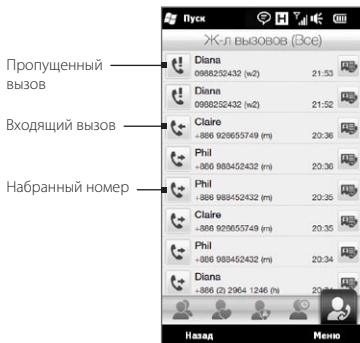 Пропущенный
вызов
Входящий вызов
Набранный номер
Пуск
Ж-л вызовов (Все)
Diana
0988252432 (w2) 21:53
Diana
0988252432 (w2) 21:52
Claire
+886 926655749 (m) 20:36
Phil
+886 988452432 (m) 20:36
Phil
+886 988452432 (m) 20:35
Claire
+886 926655749 (m) 20:35
Phil
+886 988452432 (m) 20:34
Diana
+886 (2) 2964 1246 (h)
Назад Меню